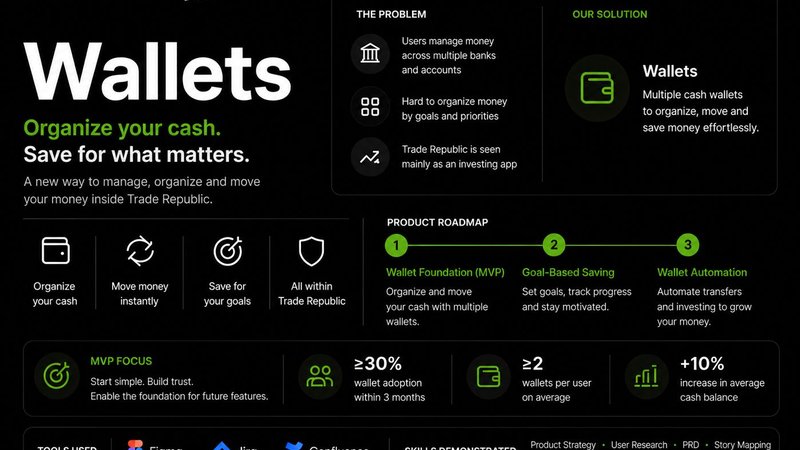 Wallets
Organize your cash.
Save for what matters.
A new way to manage, organize and move
your money inside Trade Republic.
THE PROBLEM
Users manage money
across multiple banks
and accounts
Hard to organize money
by goals and priorities
Trade Republic is seen
mainly as an investing app
OUR SOLUTION
Wallets
Multiple cash wallets
to organize, move and
save money effortlessly.
Organize
your cash
Move money
instantly
Save for
your goals
All within
Trade Republic
PRODUCT ROADMAP
1
Wallet Foundation (MVP)
Organize and move
your cash with multiple
wallets.
2
Goal-Based Saving
Set goals, track progress
and stay motivated.
3
Wallet Automation
Automate transfers
and investing to grow
your money.
MVP FOCUS
Start simple. Build trust.
Enable the foundation for future features.
≥30%
wallet adoption
within 3 months
≥2
wallets per user
on average
+10%
increase in average
cash balance
TOOLS USED
Figma
Jira
Confluence
SKILLS DEMONSTRATED
Product Strategy • User Research • PRD • Story Mapping